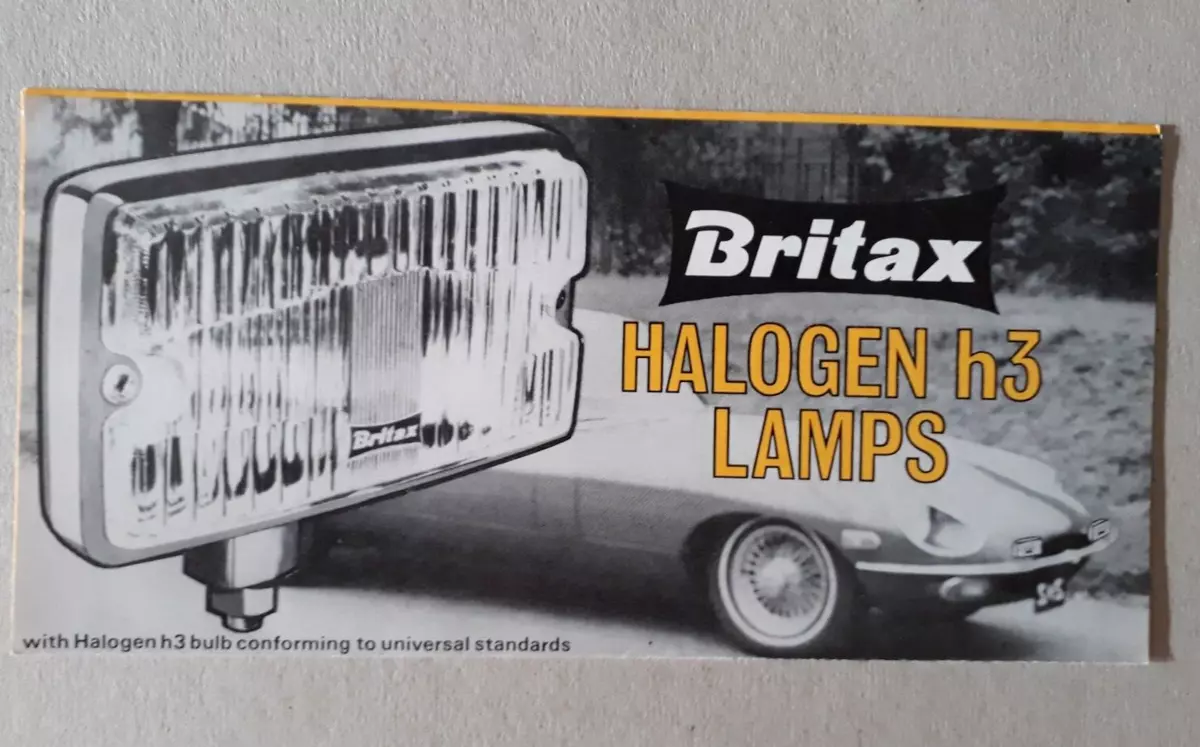 Britax
HALOGEN h3
LAMPS
Britax
with Halogen h3 bulb conforming to universal standards